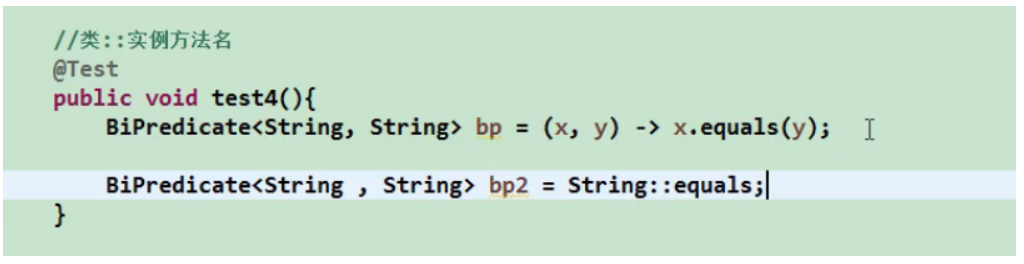 //类::实例方法名
@Test
public void test4(){
BiPredicate<String, String> bp = (x, y) -> x.equals(y);
BiPredicate<String , String> bp2 = String::equals;
}